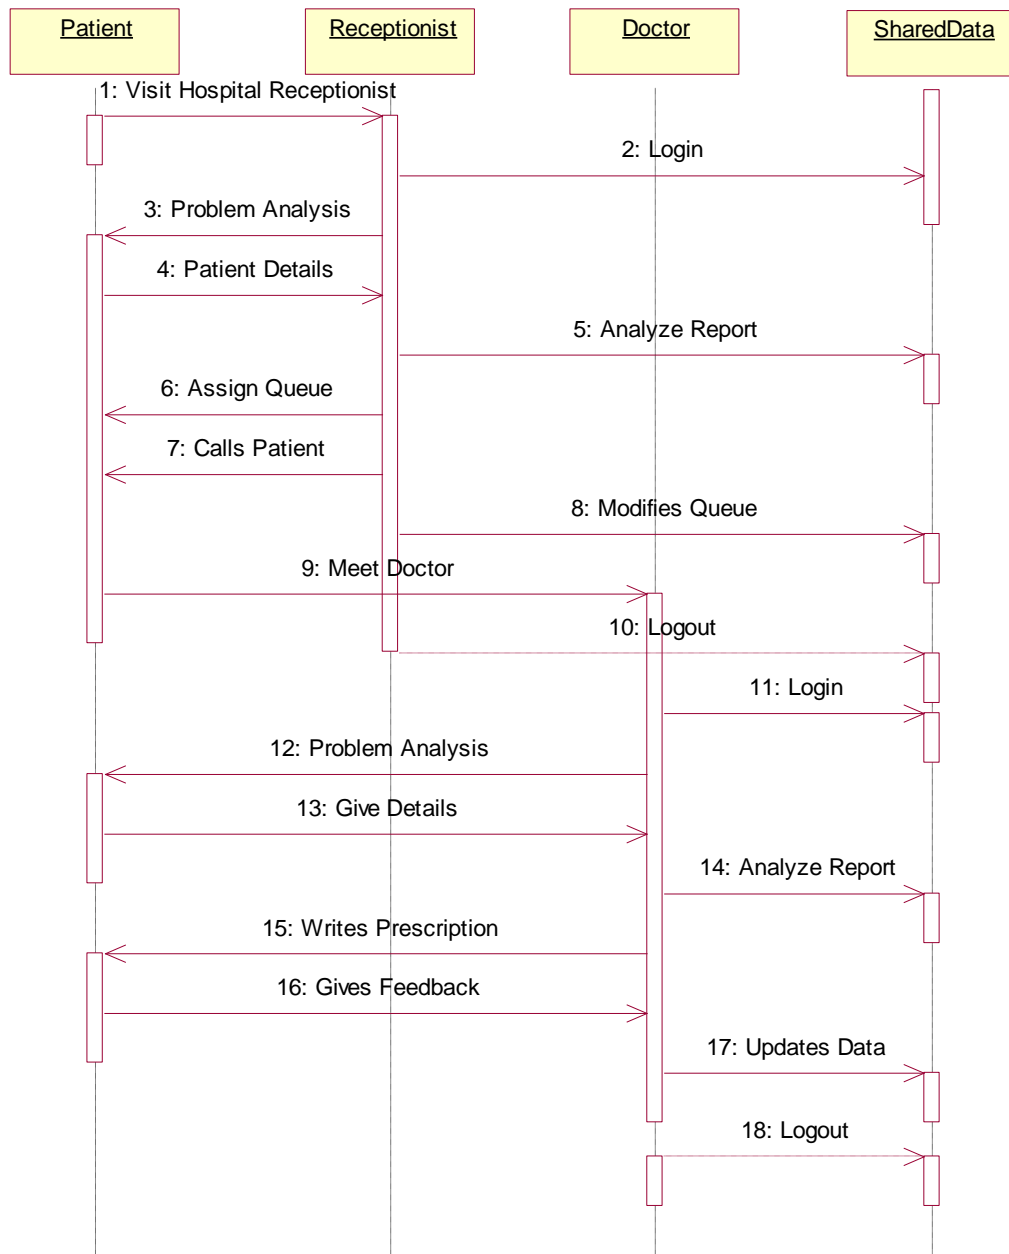 Patient
Receptionist
Doctor
SharedData
1: Visit Hospital Receptionist
2: Login
3: Problem Analysis
4: Patient Details
5: Analyze Report
6: Assign Queue
7: Calls Patient
8: Modifies Queue
9: Meet Doctor
10: Logout
11: Login
12: Problem Analysis
13: Give Details
14: Analyze Report
15: Writes Prescription
16: Gives Feedback
17: Updates Data
18: Logout